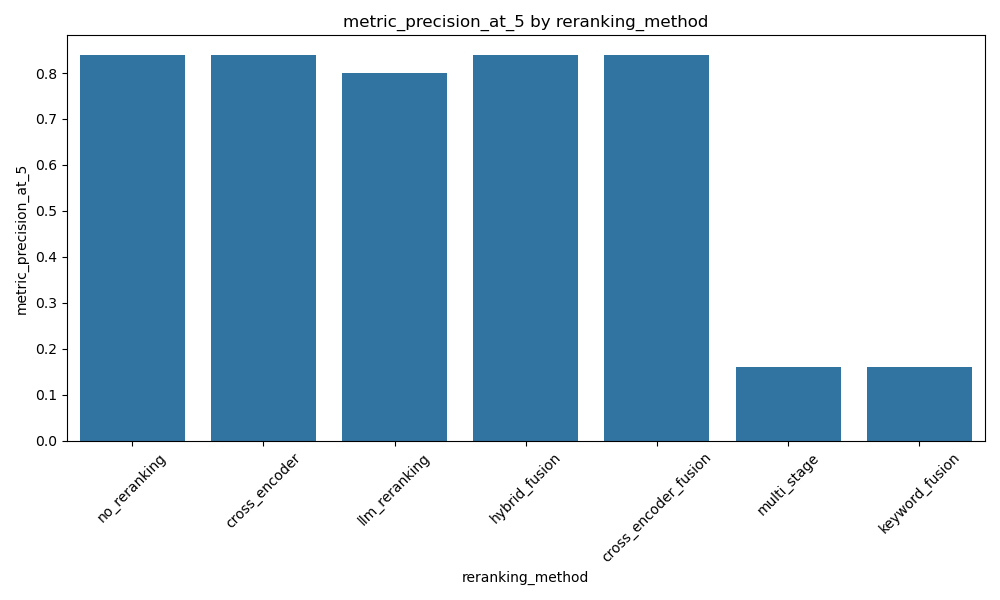 metric_precision_at_5 by reranking_method
metric_precision_at_5
0.8
0.7
0.6
0.5
0.4
0.3
0.2
0.1
0.0
no_reranking
cross_encoder
llm_reranking
hybrid_fusion
cross_encoder_fusion
multi_stage
keyword_fusion
reranking_method